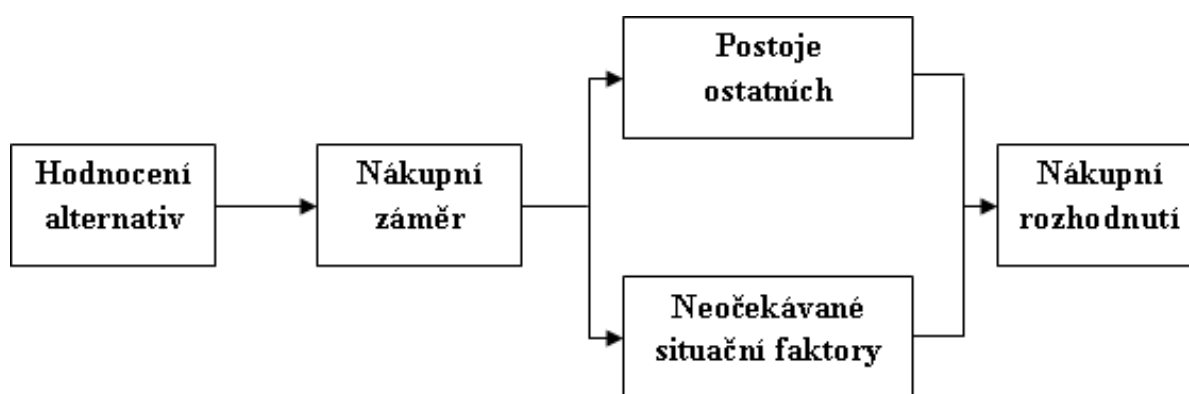 Hodnocení
alternativ
Nákupní
záměr
Postoje
ostatních
Neočekávané
situační faktory
Nákupní
rozhodnutí